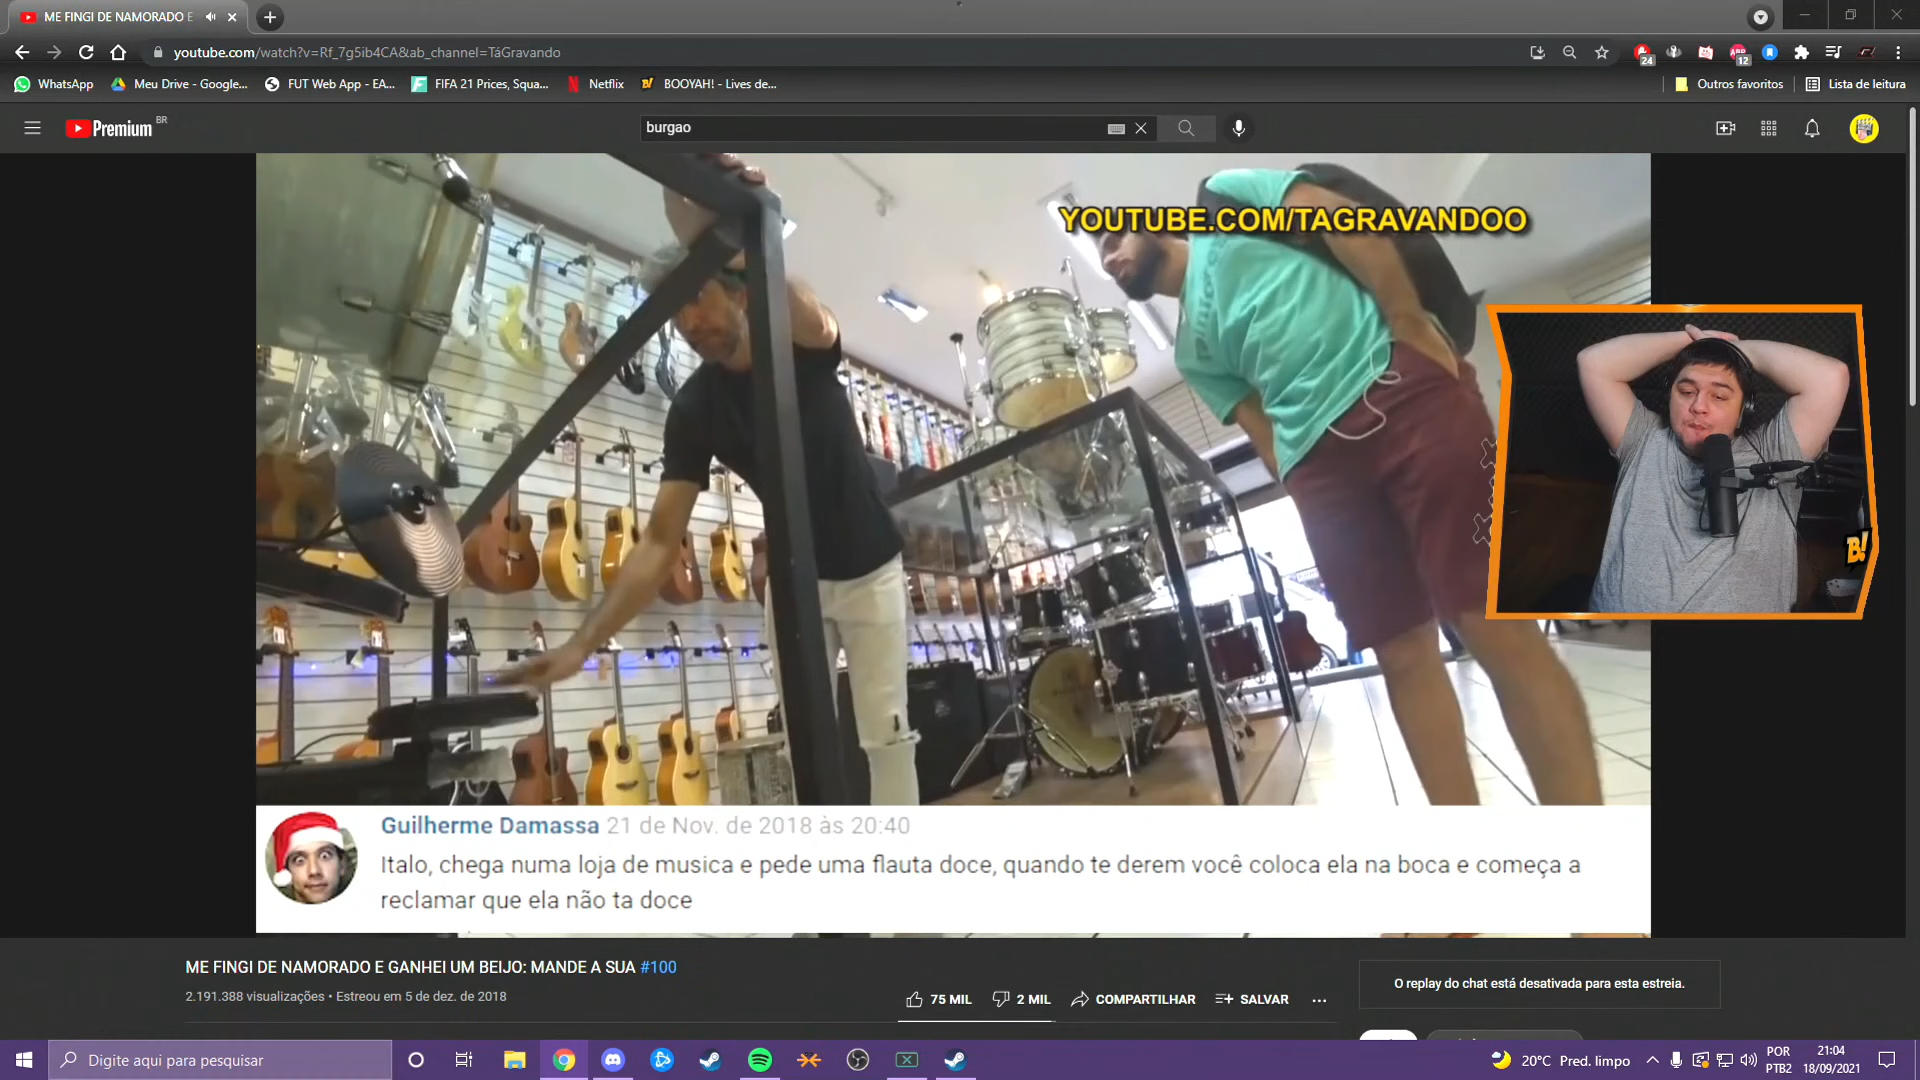 ME FINGI DE NAMORADO E
youtube.com/watch?v=Rf_7g5ib4CA&ab_channel=TáGravando
24
12
WhatsApp
Meu Drive - Google...
FUT Web App - EA...
FIFA 21 Prices, Squa...
Netflix
BOOYAH! - Lives de...
Outros favoritos
Lista de leitura
Premium BR
burgao
YOUTUBE.COM/TAGRAVANDOO
B!
Guilherme Damassa 21 de Nov. de 2018 às 20:40
Italo, chega numa loja de musica e pede uma flauta doce, quando te derem você coloca ela na boca e começa a
reclamar que ela não ta doce
ME FINGI DE NAMORADO E GANHEI UM BEIJO: MANDE A SUA #100
2.191.388 visualizações • Estreou em 5 de dez. de 2018
75 MIL
2 MIL
COMPARTILHAR
SALVAR
O replay do chat está desativada para esta estreia.
Digite aqui para pesquisar
20°C Pred. limpo
POR
PTB2
21:04
18/09/2021